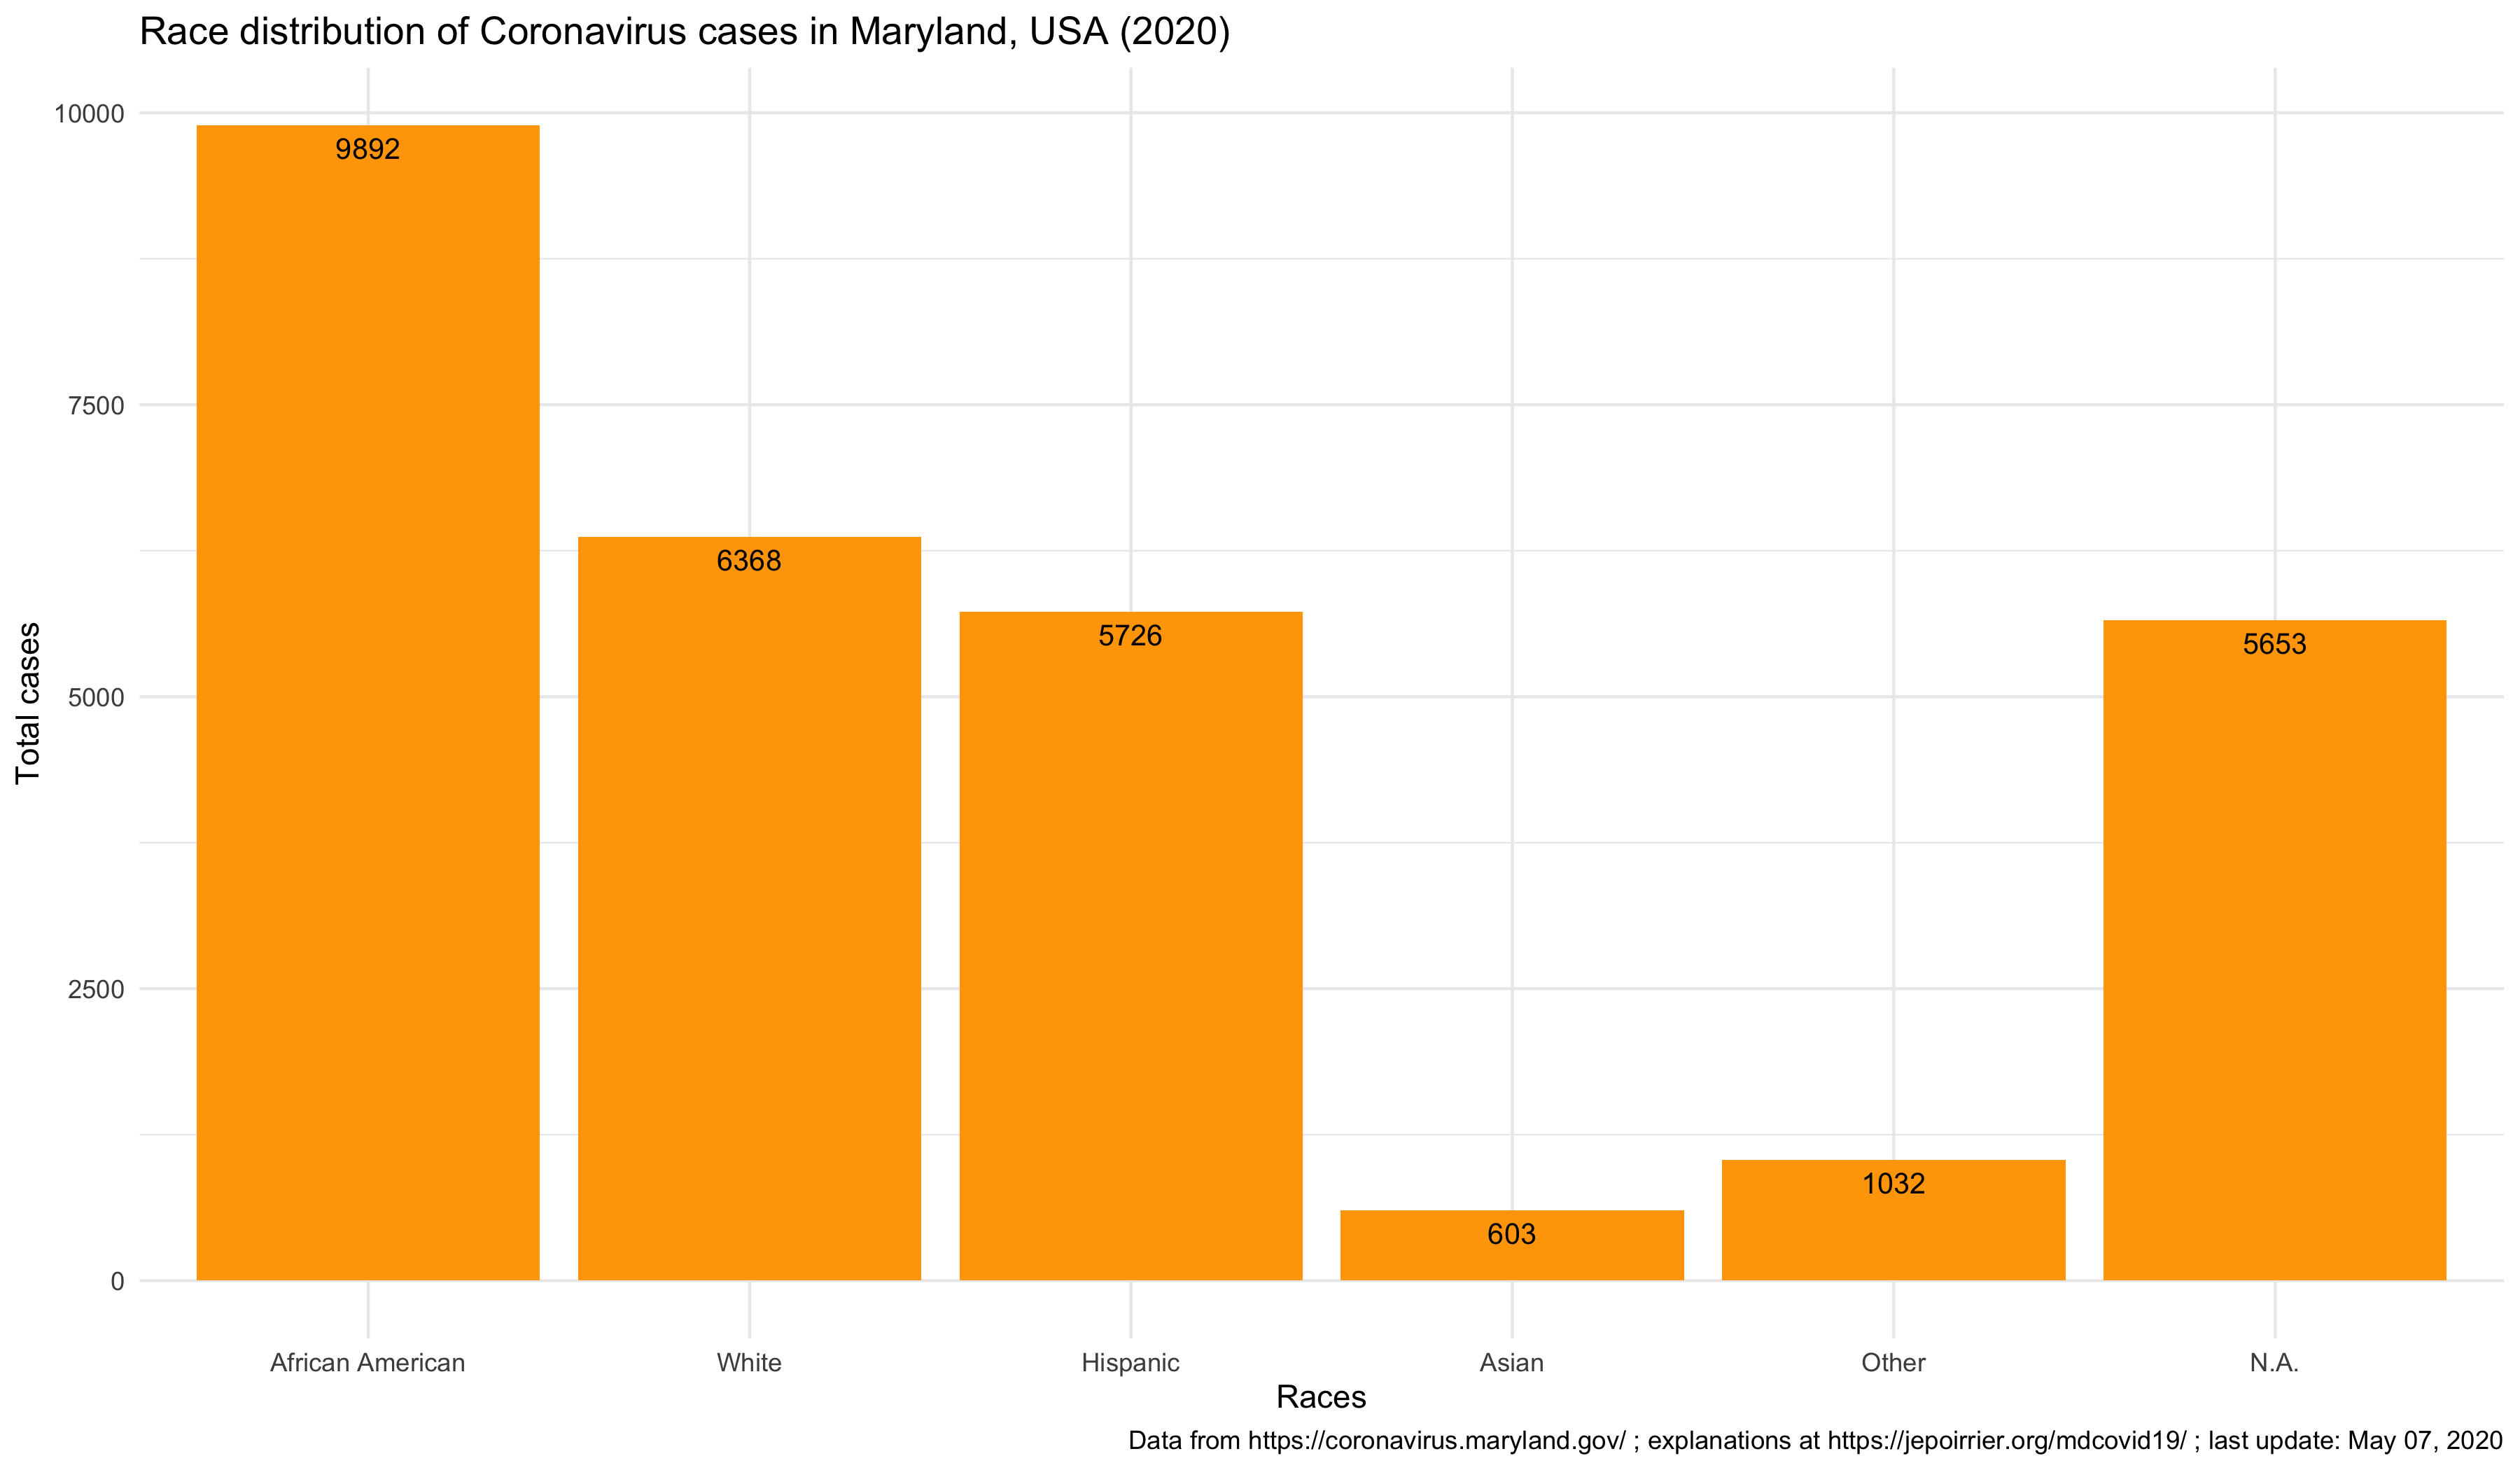 Race distribution of Coronavirus cases in Maryland, USA (2020)
Total cases
10000
7500
5000
2500
0
9892
6368
5726
603
1032
5653
African American
White
Hispanic
Asian
Other
N.A.
Races
Data from https://coronavirus.maryland.gov/ ; explanations at https://jepoirrier.org/mdcovid19/ ; last update: May 07, 2020